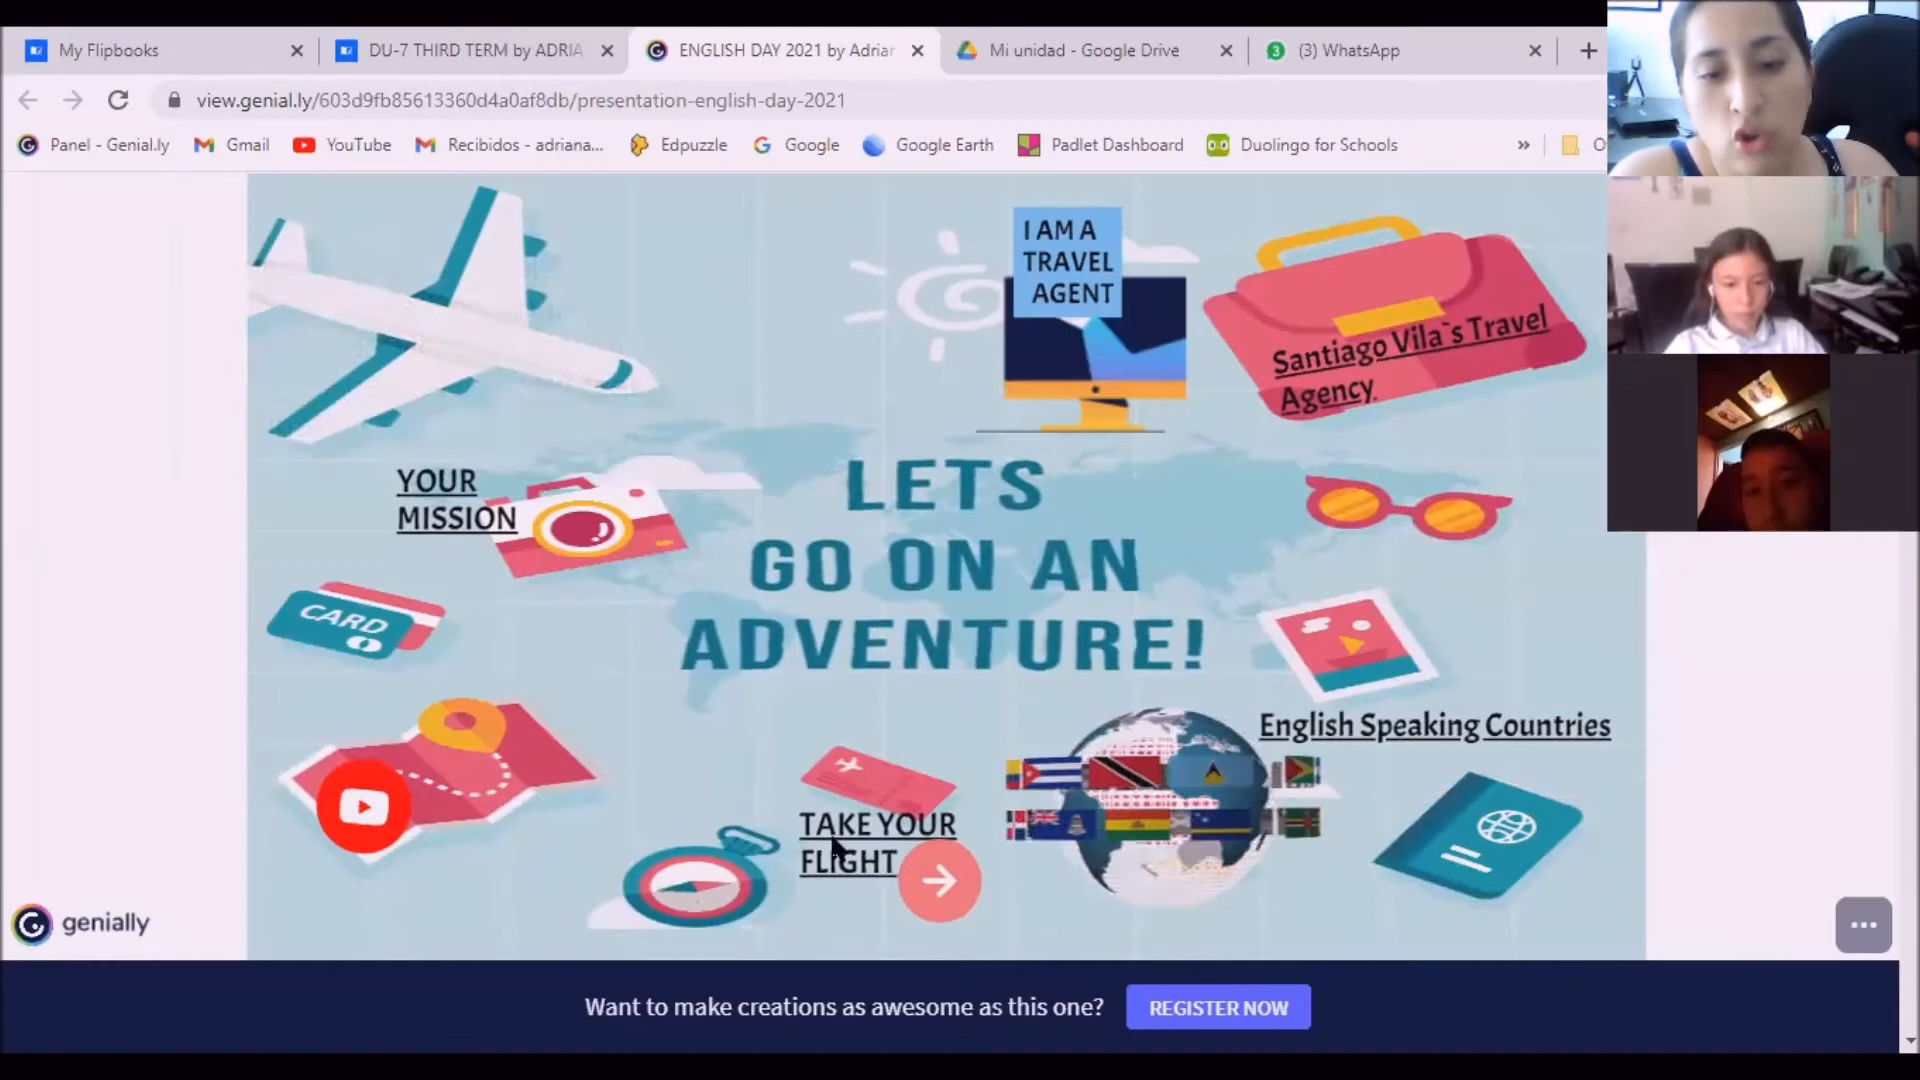 My Flipbooks
DU-7 THIRD TERM by ADRIA
ENGLISH DAY 2021 by Adriar
Mi unidad - Google Drive
3
(3) WhatsApp
view.genial.ly/603d9fb85613360d4a0af8db/presentation-english-day-2021
Panel - Genial.ly
Gmail
YouTube
Recibidos - adriana...
Edpuzzle
Google
Google Earth
Padlet Dashboard
Duolingo for Schools
»
O
I AM A
TRAVEL
AGENT
Santiago Vila`s Travel
Agency
YOUR
MISSION
LETS
GO ON AN
ADVENTURE!
CARD
English Speaking Countries
TAKE YOUR
FLIGHT
genially
Want to make creations as awesome as this one?
REGISTER NOW